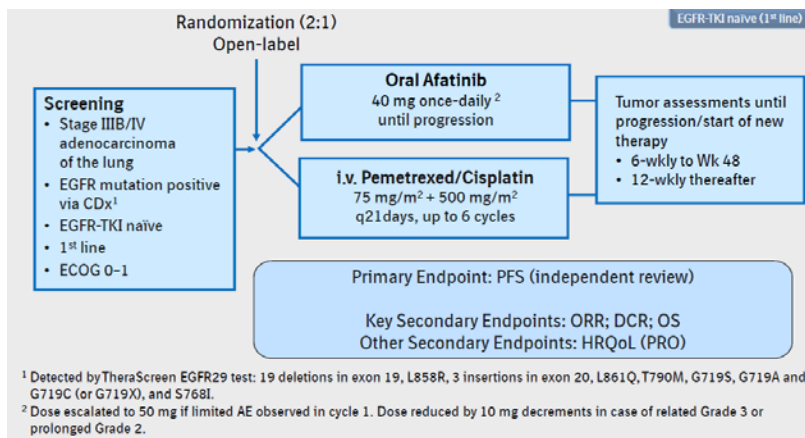 EGFR-TKI naïve (1st line)
Randomization (2:1)
Open-label
Screening
• Stage IIIB/IV
adenocarcinoma
of the lung
• EGFR mutation positive
via CDx¹
• EGFR-TKI naïve
• 1st line
• ECOG 0–1
Oral Afatinib
40 mg once-daily ²
until progression
i.v. Pemetrexed/Cisplatin
75 mg/m² + 500 mg/m²
q21days, up to 6 cycles
Tumor assessments until
progression/start of new
therapy
• 6-wkly to Wk 48
• 12-wkly thereafter
Primary Endpoint: PFS (independent review)
Key Secondary Endpoints: ORR; DCR; OS
Other Secondary Endpoints: HRQoL (PRO)
¹ Detected by TheraScreen EGFR29 test: 19 deletions in exon 19, L858R, 3 insertions in exon 20, L861Q, T790M, G719S, G719A and
G719C (or G719X), and S768I.
² Dose escalated to 50 mg if limited AE observed in cycle 1. Dose reduced by 10 mg decrements in case of related Grade 3 or
prolonged Grade 2.